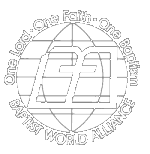 One Lord · One Faith · One Baptism
BAPTIST WORLD ALLIANCE